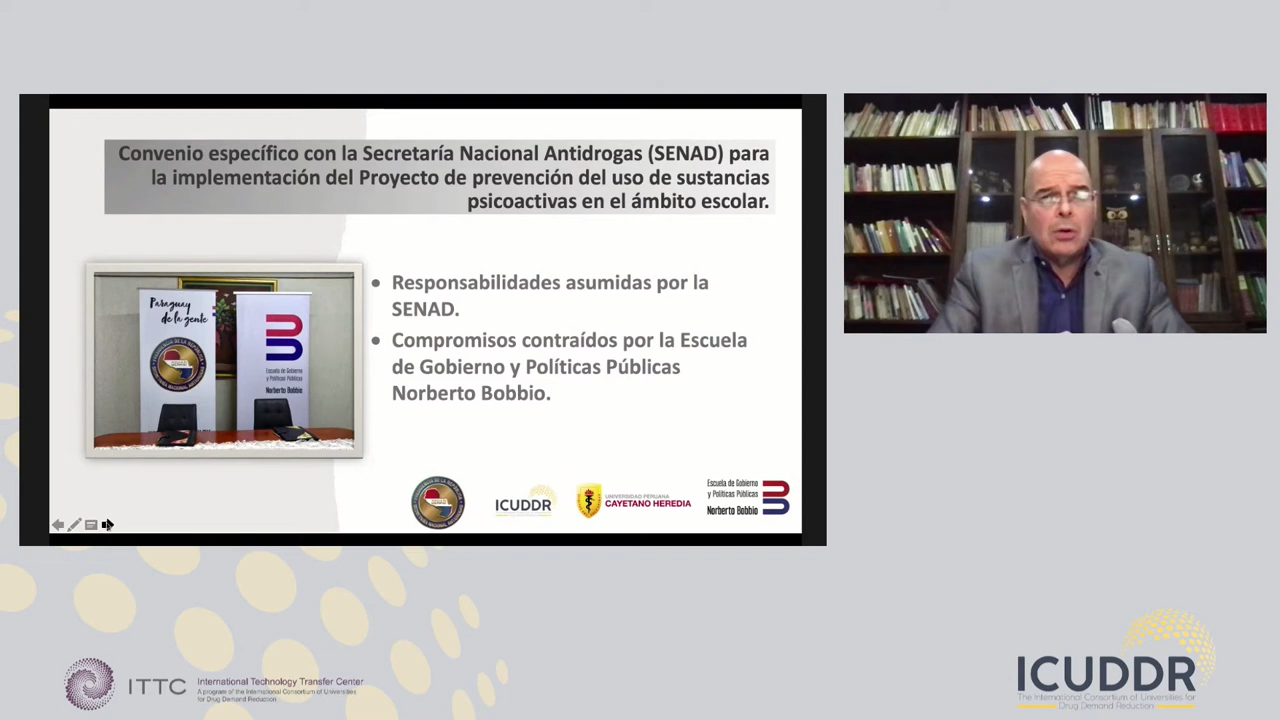 Convenio específico con la Secretaría Nacional Antidrogas (SENAD) para
la implementación del Proyecto de prevención del uso de sustancias
psicoactivas en el ámbito escolar.
Paraguay
de la gente
Escuela de Gobierno
y Políticas Públicas
Norberto Bobbio
• Responsabilidades asumidas por la
SENAD.
• Compromisos contraídos por la Escuela
de Gobierno y Políticas Públicas
Norberto Bobbio.
ICUDDR
UNIVERSIDAD PERUANA
CAYETANO HEREDIA
Escuela de Gobierno
y Políticas Públicas
Norberto Bobbio
ITTC
International Technology Transfer Center
A program of the International Consortium of Universities
for Drug Demand Reduction
ICUDDR
The International Consortium of Universities for
Drug Demand Reduction